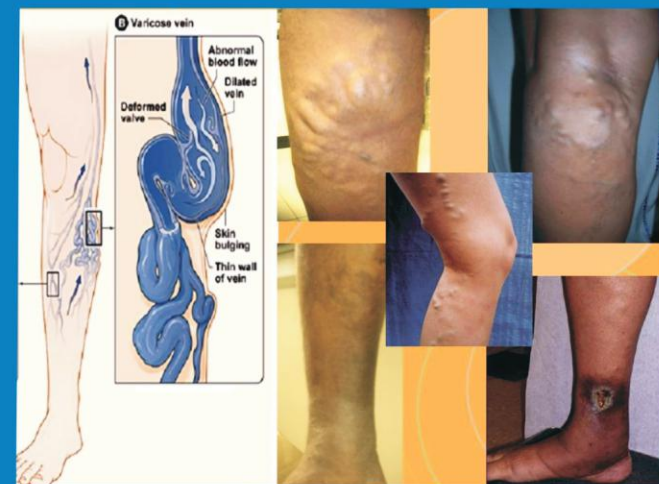 B Varicose vein
Abnormal
blood flow
Dilated
vein
Deformed
valve
Skin
bulging
Thin wall
of vein